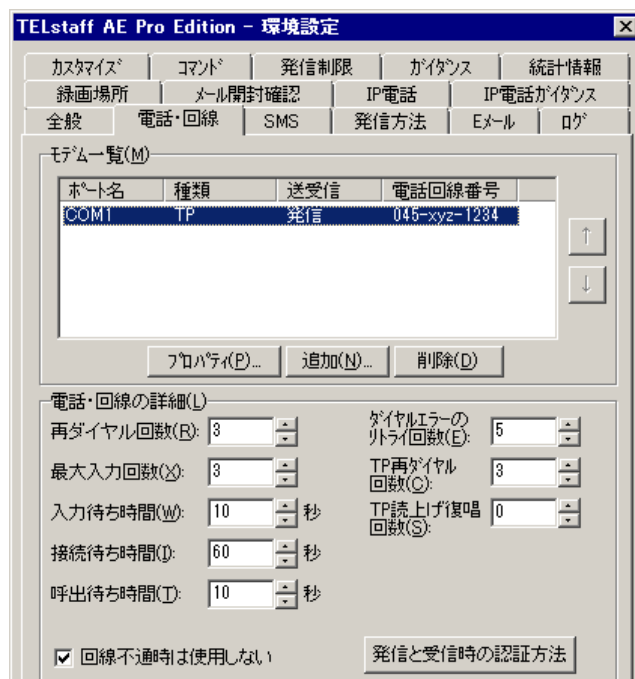 TELstaff AE Pro Edition - 環境設定
ｶｽﾀﾏｲｽﾞ ｺﾏﾝﾄﾞ 発信制限 ｶﾞｲﾀﾞﾝｽ 統計情報
録画場所 ﾒｰﾙ開封確認 IP電話 IP電話ｶﾞｲﾀﾞﾝｽ
全般 電話・回線 SMS 発信方法 Eﾒｰﾙ ﾛｸﾞ
ﾓﾃﾞﾑ一覧(M)
ﾎﾟｰﾄ名 種類 送受信 電話回線番号
COM1 TP 発信 045-xyz-1234
↑
↓
ﾌﾟﾛﾊﾟﾃｨ(P)... 追加(N)... 削除(D)
電話・回線の詳細(L)
再ダイヤル回数(R): 3
最大入力回数(X): 3
入力待ち時間(W): 10 秒
接続待ち時間(I): 60 秒
呼出待ち時間(T): 10 秒
ﾀﾞｲﾔﾙｴﾗｰの
ﾘﾄﾗｲ回数(E): 5
TP再ﾀﾞｲﾔﾙ
回数(C): 3
TP読上げ復唱
回数(S): 0
回線不通時は使用しない
発信と受信時の認証方法